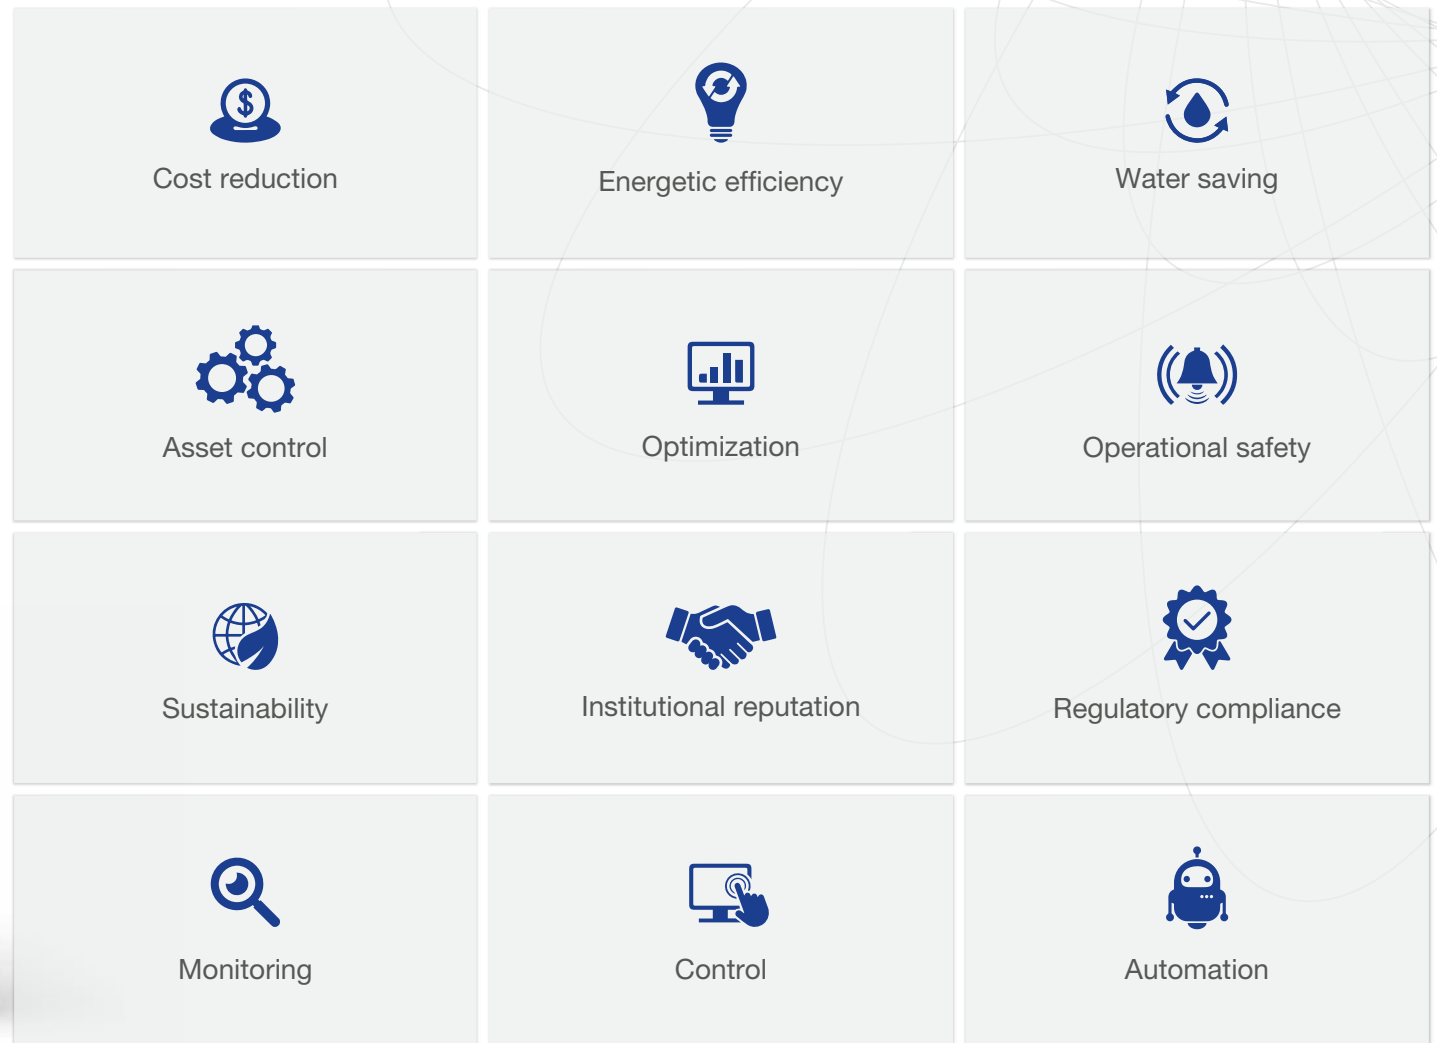 $
Cost reduction
Energetic efficiency
Water saving
Asset control
Optimization
Operational safety
Sustainability
Institutional reputation
Regulatory compliance
Monitoring
Control
Automation